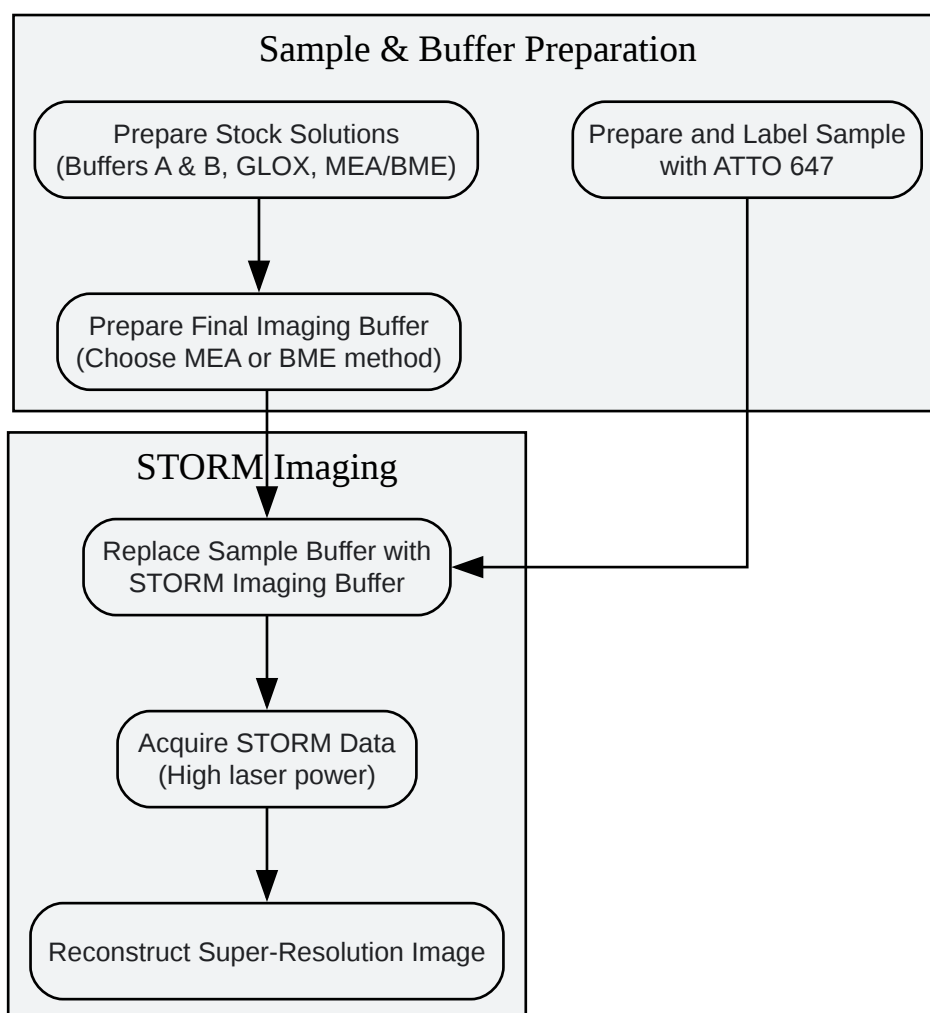 Sample & Buffer Preparation
Prepare Stock Solutions
(Buffers A & B, GLOX, MEA/BME)
Prepare and Label Sample
with ATTO 647
Prepare Final Imaging Buffer
(Choose MEA or BME method)
STORM Imaging
Replace Sample Buffer with
STORM Imaging Buffer
Acquire STORM Data
(High laser power)
Reconstruct Super-Resolution Image